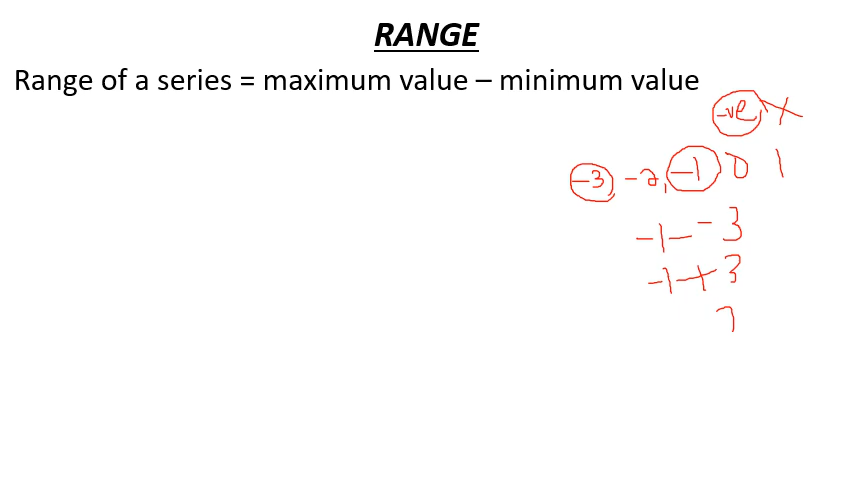 RANGE
Range of a series = maximum value – minimum value
-ve, +
-3, -2, -1 0 1
-1 - - 3
-1 + 3
2